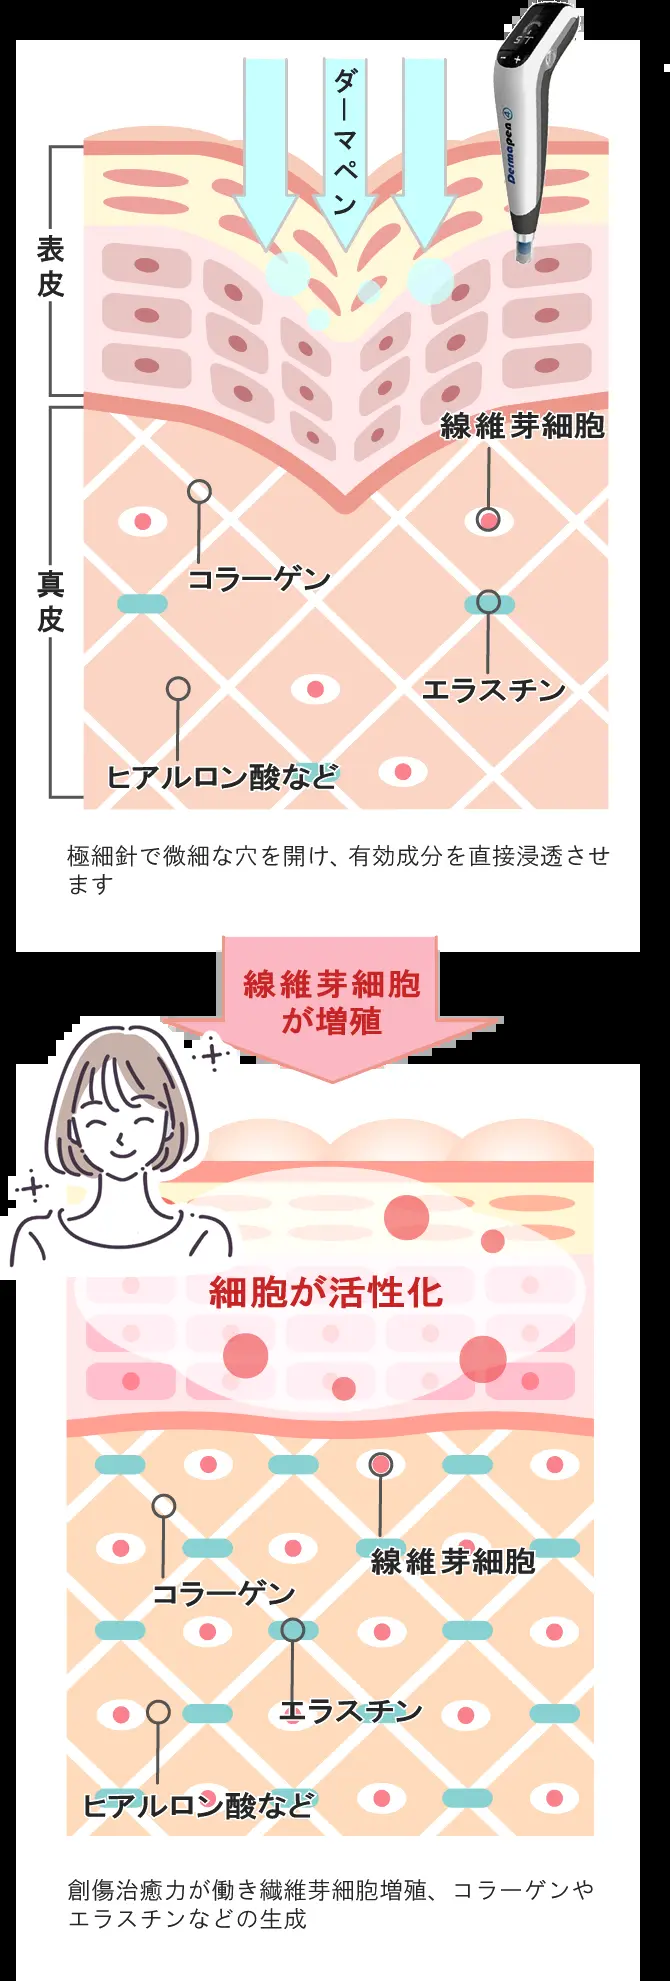 ダーマペン
Dermapen 4
表皮
線維芽細胞
コラーゲン
真皮
エラスチン
ヒアルロン酸など
極細針で微細な穴を開け、有効成分を直接浸透させ
ます
線維芽細胞
が増殖
細胞が活性化
線維芽細胞
コラーゲン
エラスチン
ヒアルロン酸など
創傷治癒力が働き繊維芽細胞増殖、コラーゲンや
エラスチンなどの生成